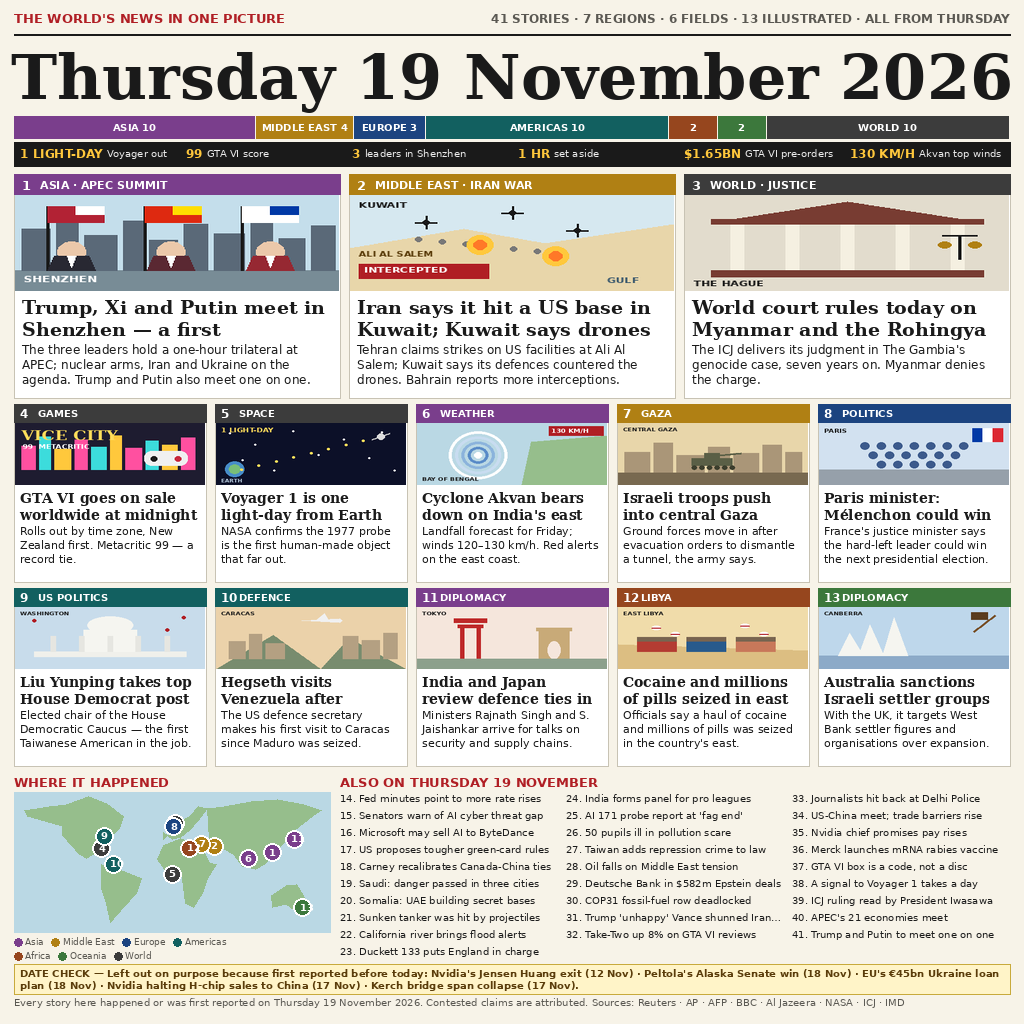 THE WORLD'S NEWS IN ONE PICTURE
41 STORIES · 7 REGIONS · 6 FIELDS · 13 ILLUSTRATED · ALL FROM THURSDAY
Thursday 19 November 2026
ASIA 10 MIDDLE EAST 4 EUROPE 3 AMERICAS 10 2 2 WORLD 10
1 LIGHT-DAY Voyager out 99 GTA VI score 3 leaders in Shenzhen 1 HR set aside $1.65BN GTA VI pre-orders 130 KM/H Akvan top winds
1 ASIA · APEC SUMMIT
SHENZHEN
Trump, Xi and Putin meet in
Shenzhen — a first
The three leaders hold a one-hour trilateral at
APEC; nuclear arms, Iran and Ukraine on the
agenda. Trump and Putin also meet one on one.
2 MIDDLE EAST · IRAN WAR
KUWAIT
ALI AL SALEM
INTERCEPTED
GULF
Iran says it hit a US base in
Kuwait; Kuwait says drones
Tehran claims strikes on US facilities at Ali Al
Salem; Kuwait says its defences countered the
drones. Bahrain reports more interceptions.
3 WORLD · JUSTICE
THE HAGUE
World court rules today on
Myanmar and the Rohingya
The ICJ delivers its judgment in The Gambia's
genocide case, seven years on. Myanmar denies
the charge.
4 GAMES
VICE CITY
99 METACRITIC
GTA VI goes on sale
worldwide at midnight
Rolls out by time zone, New
Zealand first. Metacritic 99 — a
record tie.
5 SPACE
1 LIGHT-DAY
EARTH
Voyager 1 is one
light-day from Earth
NASA confirms the 1977 probe
is the first human-made object
that far out.
6 WEATHER
130 KM/H
BAY OF BENGAL
Cyclone Akvan bears
down on India's east
Landfall forecast for Friday;
winds 120–130 km/h. Red alerts
on the east coast.
7 GAZA
CENTRAL GAZA
Israeli troops push
into central Gaza
Ground forces move in after
evacuation orders to dismantle
a tunnel, the army says.
8 POLITICS
PARIS
Paris minister:
Mélenchon could win
France's justice minister says
the hard-left leader could win
the next presidential election.
9 US POLITICS
WASHINGTON
Liu Yunping takes top
House Democrat post
Elected chair of the House
Democratic Caucus — the first
Taiwanese American in the job.
10 DEFENCE
CARACAS
Hegseth visits
Venezuela after
The US defence secretary
makes his first visit to Caracas
since Maduro was seized.
11 DIPLOMACY
TOKYO
India and Japan
review defence ties in
Ministers Rajnath Singh and S.
Jaishankar arrive for talks on
security and supply chains.
12 LIBYA
EAST LIBYA
Cocaine and millions
of pills seized in east
Officials say a haul of cocaine
and millions of pills was seized
in the country's east.
13 DIPLOMACY
CANBERRA
Australia sanctions
Israeli settler groups
With the UK, it targets West
Bank settler figures and
organisations over expansion.
WHERE IT HAPPENED
9
4
10
8
7
2
5
6
1
Asia Middle East Europe Americas
Africa Oceania World
ALSO ON THURSDAY 19 NOVEMBER
14. Fed minutes point to more rate rises
15. Senators warn of AI cyber threat gap
16. Microsoft may sell AI to ByteDance
17. US proposes tougher green-card rules
18. Carney recalibrates Canada-China ties
19. Saudi: danger passed in three cities
20. Somalia: UAE building secret bases
21. Sunken tanker was hit by projectiles
22. California river brings flood alerts
23. Duckett 133 puts England in charge
24. India forms panel for pro leagues
25. AI 171 probe report at 'fag end'
26. 50 pupils ill in pollution scare
27. Taiwan adds repression crime to law
28. Oil falls on Middle East tension
29. Deutsche Bank in $582m Epstein deals
30. COP31 fossil-fuel row deadlocked
31. Trump 'unhappy' Vance shunned Iran...
32. Take-Two up 8% on GTA VI reviews
33. Journalists hit back at Delhi Police
34. US-China meet; trade barriers rise
35. Nvidia chief promises pay rises
36. Merck launches mRNA rabies vaccine
37. GTA VI box is a code, not a disc
38. A signal to Voyager 1 takes a day
39. ICJ ruling read by President Iwasawa
40. APEC's 21 economies meet
41. Trump and Putin to meet one on one
DATE CHECK — Left out on purpose because first reported before today: Nvidia's Jensen Huang exit (12 Nov) · Peltola's Alaska Senate win (18 Nov) · EU's €45bn Ukraine loan
plan (18 Nov) · Nvidia halting H-chip sales to China (17 Nov) · Kerch bridge span collapse (17 Nov).
Every story here happened or was first reported on Thursday 19 November 2026. Contested claims are attributed. Sources: Reuters · AP · AFP · BBC · Al Jazeera · NASA · ICJ · IMD